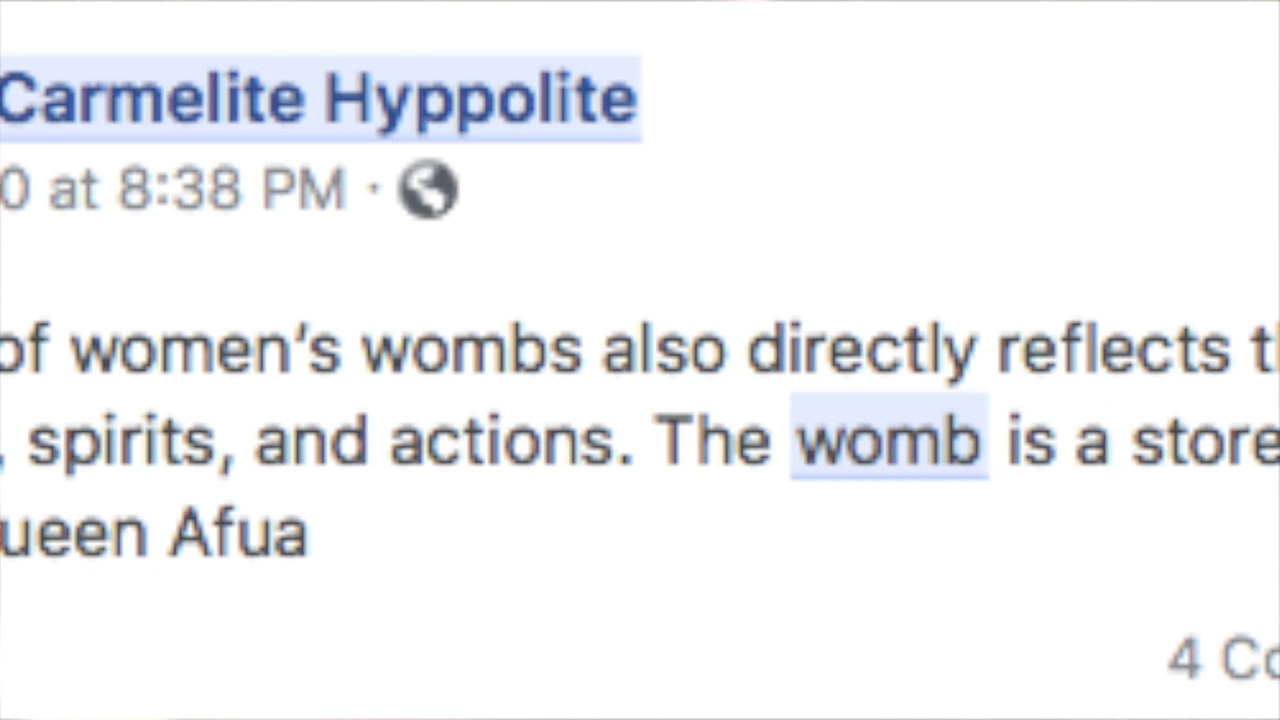 Carmelite Hyppolite
0 at 8:38 PM ·
of women’s wombs also directly reflects
, spirits, and actions. The womb is a store
ueen Afua
4 Co